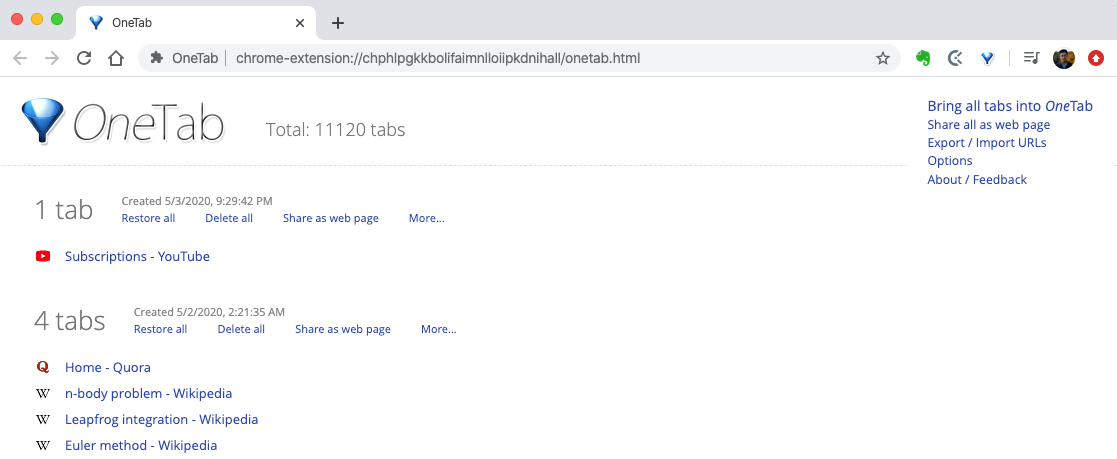 OneTab
OneTab chrome-extension://chphlpgkkbolifaimnlloiipkdnihall/onetab.html
OneTab
Total: 11120 tabs
Bring all tabs into OneTab
Share all as web page
Export / Import URLs
Options
About / Feedback
1 tab
Created 5/3/2020, 9:29:42 PM
Restore all Delete all Share as web page More...
Subscriptions - YouTube
4 tabs
Created 5/2/2020, 2:21:35 AM
Restore all Delete all Share as web page More...
Home - Quora
n-body problem - Wikipedia
Leapfrog integration - Wikipedia
Euler method - Wikipedia